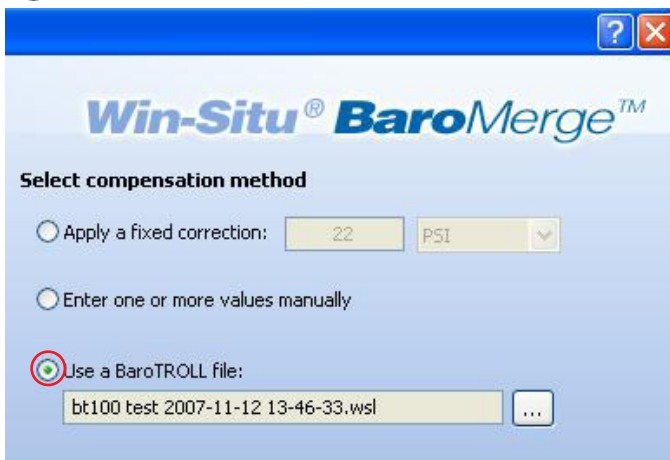 Win-Situ® BaroMerge™
Select compensation method
Apply a fixed correction: 22 PSI
Enter one or more values manually
Use a BaroTROLL file:
bt100 test 2007-11-12 13-46-33.wsl ...